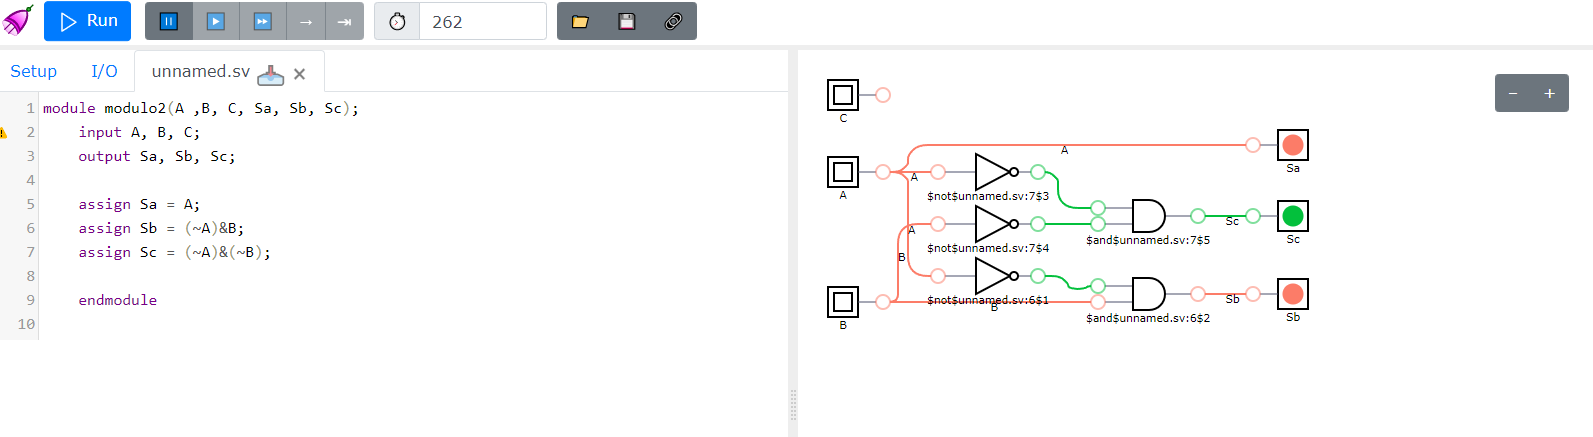 Run
262
Setup I/O unnamed.sv
1 module modulo2(A ,B, C, Sa, Sb, Sc);
2 input A, B, C;
3 output Sa, Sb, Sc;
4
5 assign Sa = A;
6 assign Sb = (~A)&B;
7 assign Sc = (~A)&(~B);
8
9 endmodule
10
C
A
Sa
A
A
$not$unnamed.sv:7$3
A
Sc
Sc
$not$unnamed.sv:7$4
$and$unnamed.sv:7$5
B
$not$unnamed.sv:6$1
B
Sb
B
$and$unnamed.sv:6$2
Sb